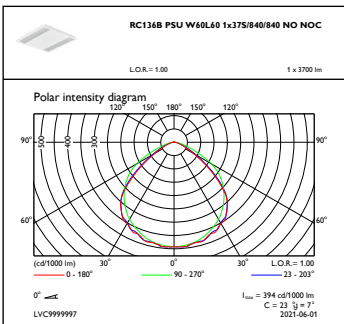 RC136B PSU W60L60 1x37S/840/840 NO NOC
L.O.R.= 1.00 1 x 3700 lm
Polar intensity diagram
120° 150° 180° 150° 120°
90° 90°
500 400 300
60° 60°
30° 0° 30°
(cd/1000 lm) L.O.R.= 1.00
0 - 180° 90 - 270° 23 - 203°
0° Imax = 394 cd/1000 lm
C = 23 °g = 7°
LVC9999997 2021-06-01